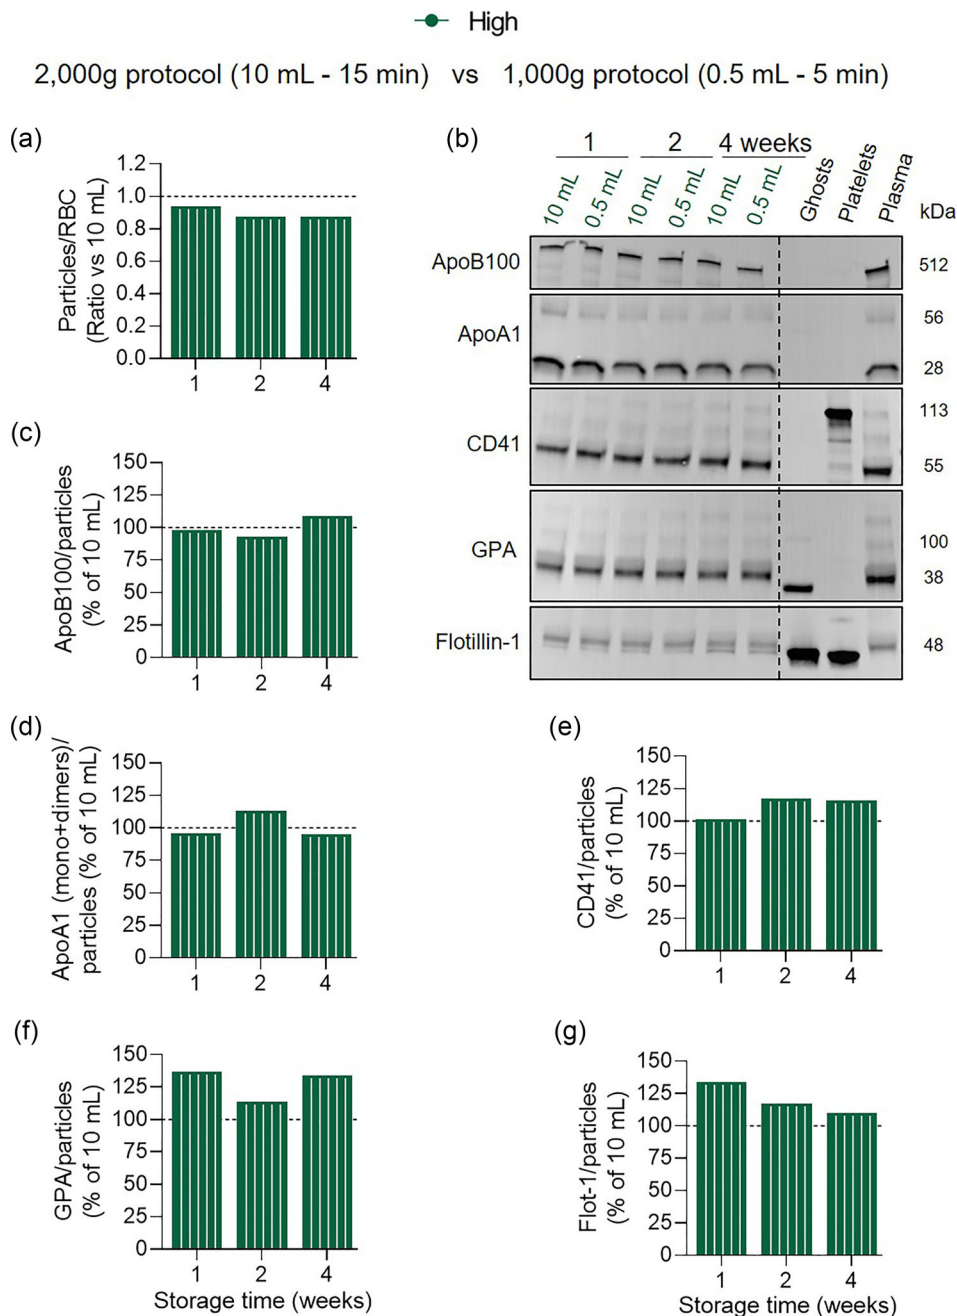 High
2,000g protocol (10 mL - 15 min) vs 1,000g protocol (0.5 mL - 5 min)
(a)
Particles/RBC
(Ratio vs 10 mL)
1.2
1.0
0.8
0.6
0.4
0.2
0.0
1 2 4
(b)
1 2 4 weeks
10 mL 0.5 mL 10 mL 0.5 mL 10 mL 0.5 mL Ghosts Platelets Plasma
kDa
ApoB100 512
ApoA1 56
28
CD41 113
55
GPA 100
38
Flotillin-1 48
(c)
ApoB100/particles
(% of 10 mL)
150
125
100
75
50
25
0
1 2 4
(d)
ApoA1 (mono+dimers)/
particles (% of 10 mL)
150
125
100
75
50
25
0
1 2 4
(e)
CD41/particles
(% of 10 mL)
150
125
100
75
50
25
0
1 2 4
(f)
GPA/particles
(% of 10 mL)
150
125
100
75
50
25
0
1 2 4
Storage time (weeks)
(g)
Flot-1/particles
(% of 10 mL)
150
125
100
75
50
25
0
1 2 4
Storage time (weeks)